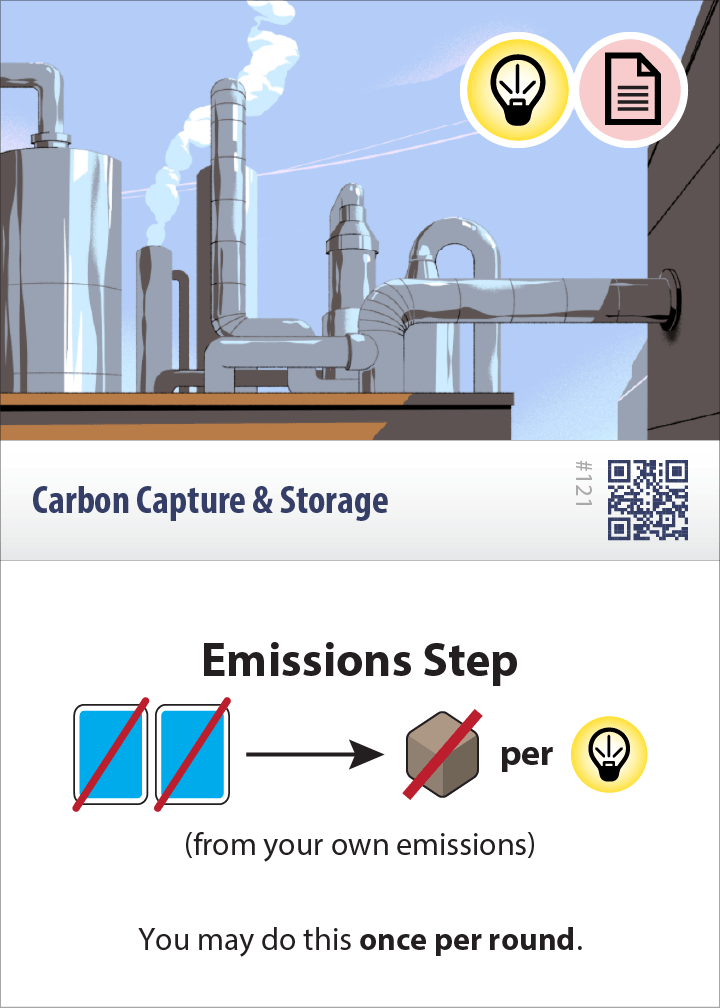 Carbon Capture & Storage
#121
Emissions Step
per
(from your own emissions)
You may do this once per round.